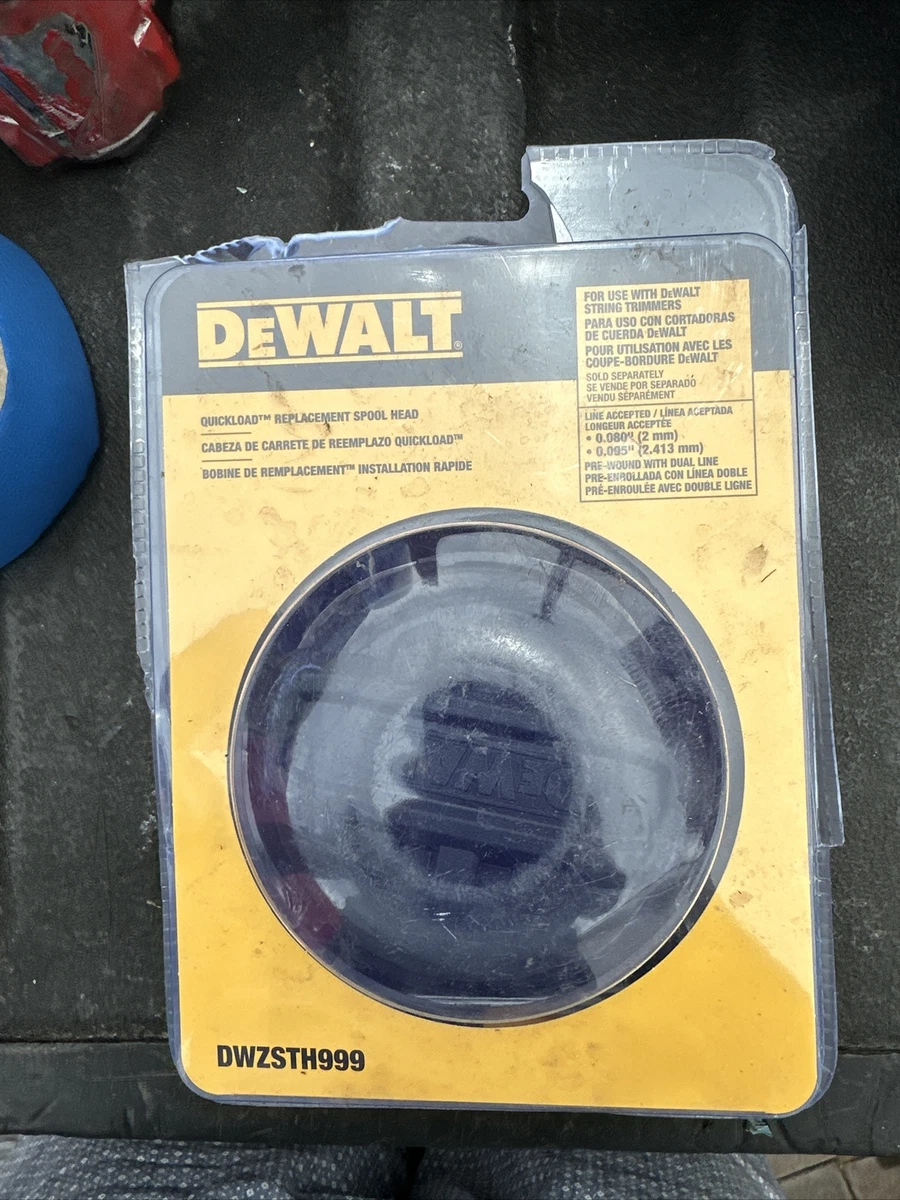 DEWALT®
FOR USE WITH DEWALT
STRING TRIMMERS
PARA USO CON CORTADORAS
DE CUERDA DEWALT
POUR UTILISATION AVEC LES
COUPE-BORDURE DEWALT
SOLD SEPARATELY
SE VENDE POR SEPARADO
VENDU SÉPARÉMENT
LINE ACCEPTED / LÍNEA ACEPTADA
LONGEUR ACCEPTÉE
• 0.080" (2 mm)
• 0.095" (2.413 mm)
PRE-WOUND WITH DUAL LINE
PRE-ENROLLADA CON LÍNEA DOBLE
PRÉ-ENROULÉE AVEC DOUBLE LIGNE
QUICKLOAD™ REPLACEMENT SPOOL HEAD
CABEZA DE CARRETE DE REEMPLAZO QUICKLOAD™
BOBINE DE REMPLACEMENT™ INSTALLATION RAPIDE
DEWA
DWZSTH999